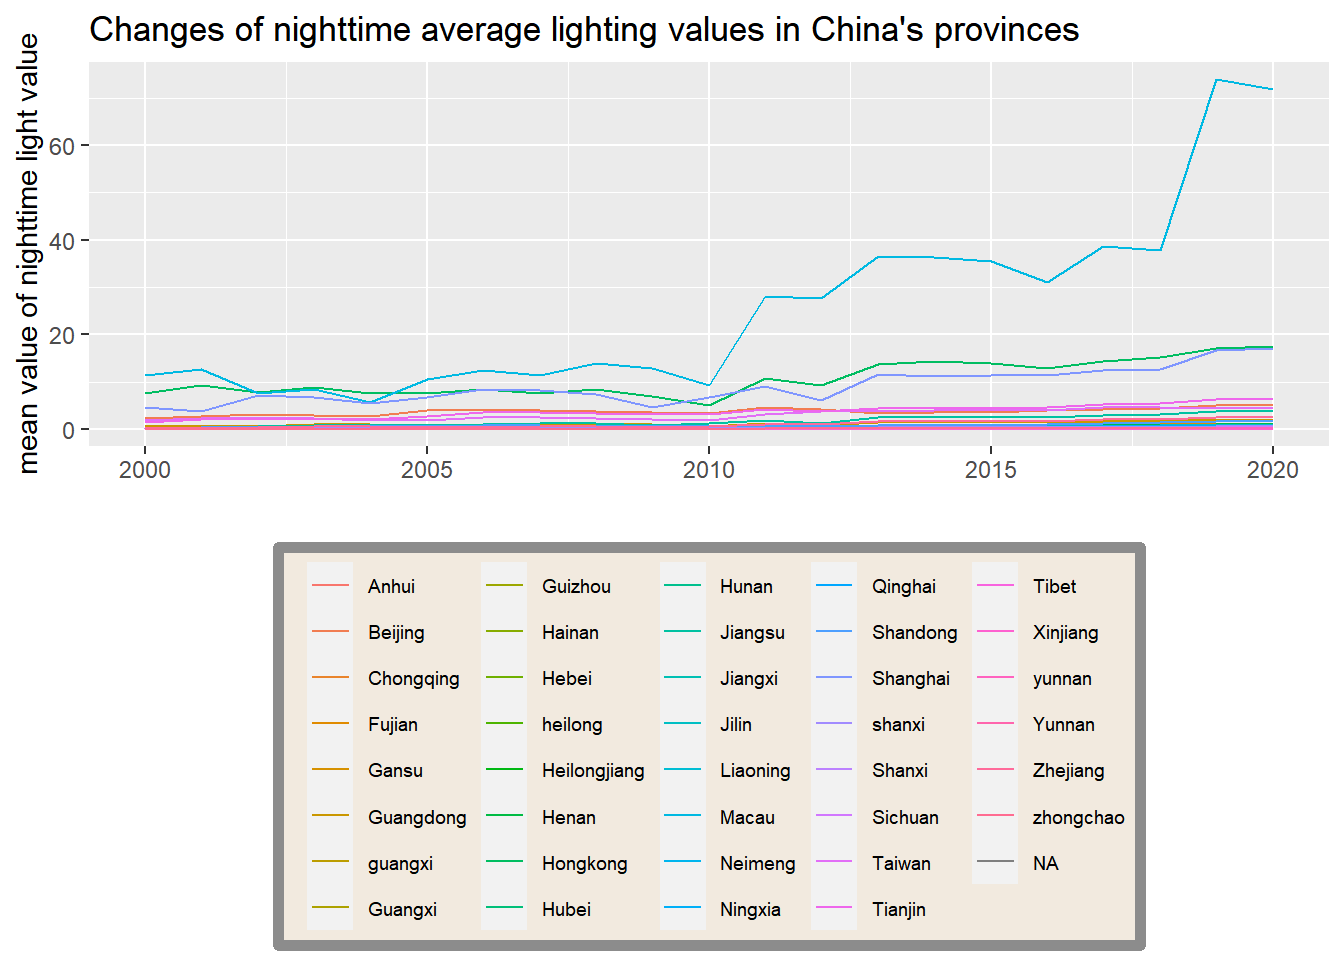 Changes of nighttime average lighting values in China's provinces
mean value of nighttime light value
60
40
20
0
2000 2005 2010 2015 2020
Anhui Guizhou Hunan Qinghai Tibet
Beijing Hainan Jiangsu Shandong Xinjiang
Chongqing Hebei Jiangxi Shanghai yunnan
Fujian heilong Jilin shanxi Yunnan
Gansu Heilongjiang Liaoning Shanxi Zhejiang
Guangdong Henan Macau Sichuan zhongchao
guangxi Hongkong Neimeng Taiwan NA
Guangxi Hubei Ningxia Tianjin